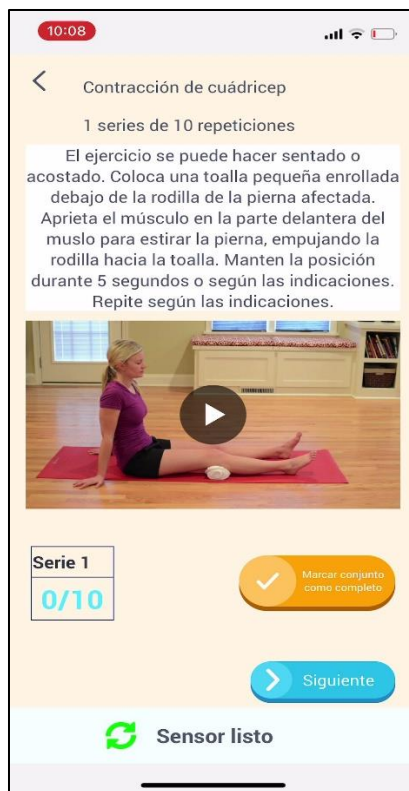 10:08
Contracción de cuádricep
1 series de 10 repeticiones
El ejercicio se puede hacer sentado o
acostado. Coloca una toalla pequeña enrollada
debajo de la rodilla de la pierna afectada.
Aprieta el músculo en la parte delantera del
muslo para estirar la pierna, empujando la
rodilla hacia la toalla. Manten la posición
durante 5 segundos o según las indicaciones.
Repite según las indicaciones.
Serie 1
0/10
Marcar conjunto
como completo
Siguiente
Sensor listo